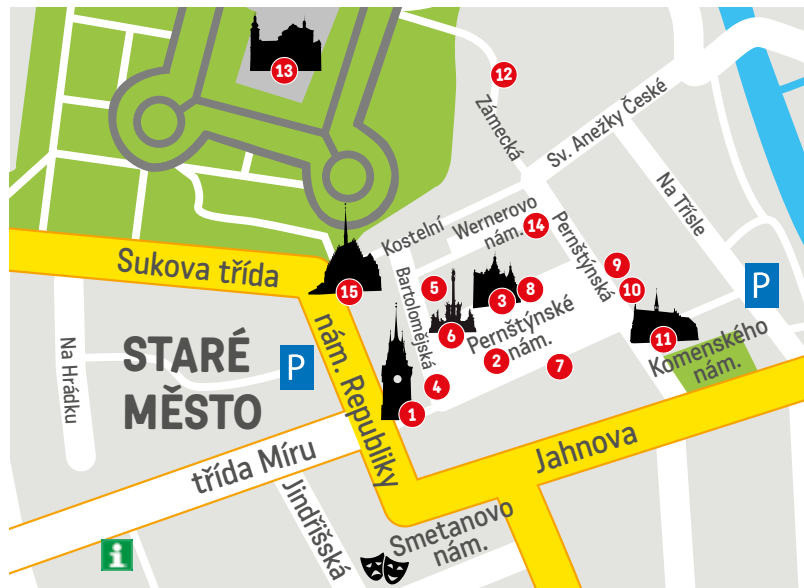 13
12
Zámecká
Sv. Anežky České
Na Třísle
Kostelní
Wernerovo
nám.
14
Pernštýnská
9
10
P
Sukova třída
15
Bartolomějská
5
3
8
6
Pernštýnské
nám.
2
7
11
Komenského
nám.
Na Hrádku
STARÉ
MĚSTO
P
nám. Republiky
4
1
třída Míru
Jahnova
Jindřišská
Smetanovo
nám.
i